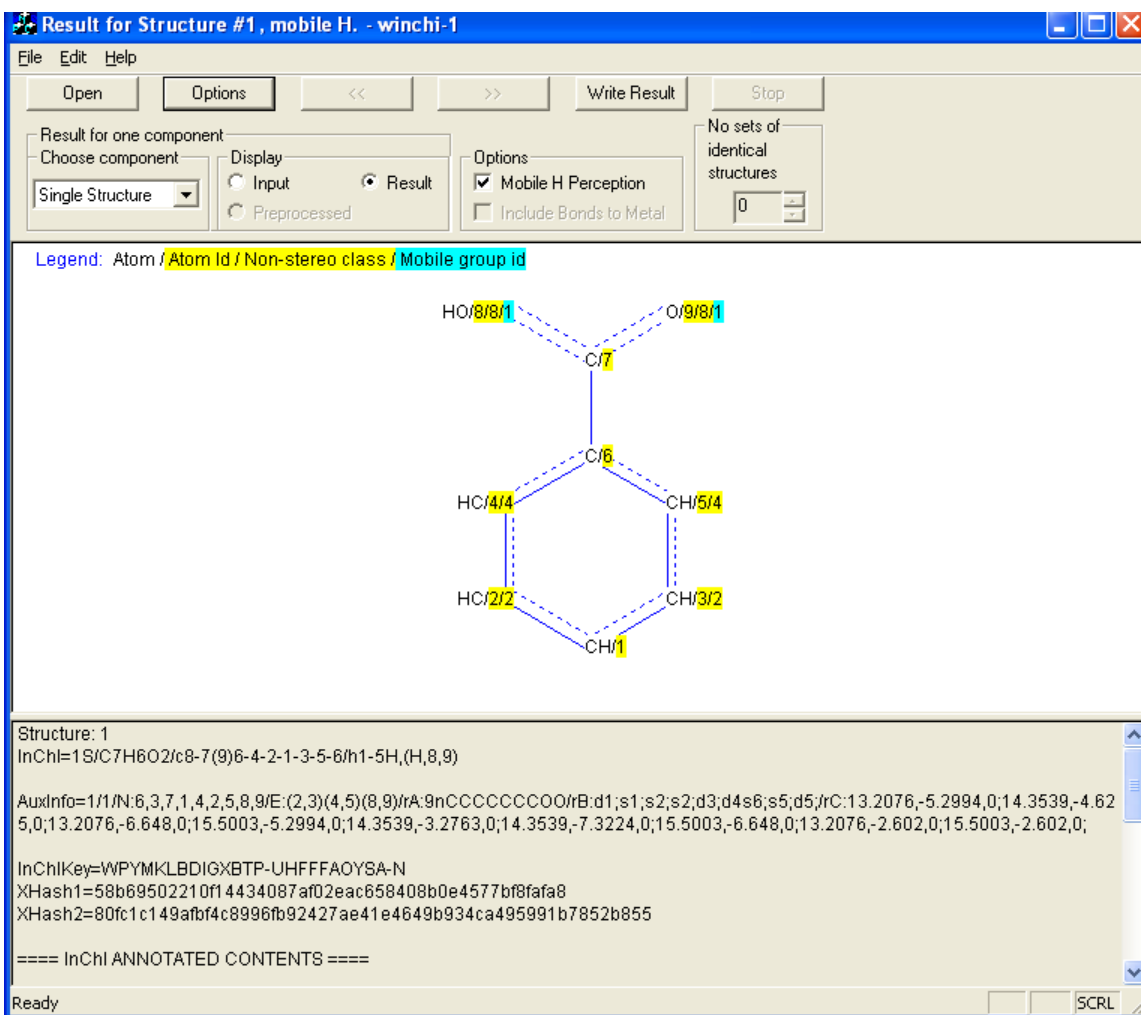 Result for Structure #1, mobile H. - winchi-1
File Edit Help
Open Options << >> Write Result Stop
Result for one component
Choose component
Single Structure
Display
Input Result
Preprocessed
Options
Mobile H Perception
Include Bonds to Metal
No sets of
identical
structures
0
Legend: Atom / Atom Id / Non-stereo class / Mobile group id
HO/8/8/1 O/9/8/1
C/7
C/6
HC/4/4 CH/5/4
HC/2/2 CH/3/2
CH/1
Structure: 1
InChI=1S/C7H6O2/c8-7(9)6-4-2-1-3-5-6/h1-5H,(H,8,9)
AuxInfo=1/1/N:6,3,7,1,4,2,5,8,9/E:(2,3)(4,5)(8,9)/rA:9nCCCCCCCOO/rB:d1;s1;s2;s2;d3;d4s6;s5;d5;/rC:13.2076,-5.2994,0;14.3539,-4.62
5,0;13.2076,-6.648,0;15.5003,-5.2994,0;14.3539,-3.2763,0;14.3539,-7.3224,0;15.5003,-6.648,0;13.2076,-2.602,0;15.5003,-2.602,0;
InChIKey=WPYMKLBDIGXBTP-UHFFFAOYSA-N
XHash1=58b69502210f14434087af02eac658408b0e4577bf8fafa8
XHash2=80fc1c149afbf4c8996fb92427ae41e4649b934ca495991b7852b855
==== InChI ANNOTATED CONTENTS ====
Ready SCRL